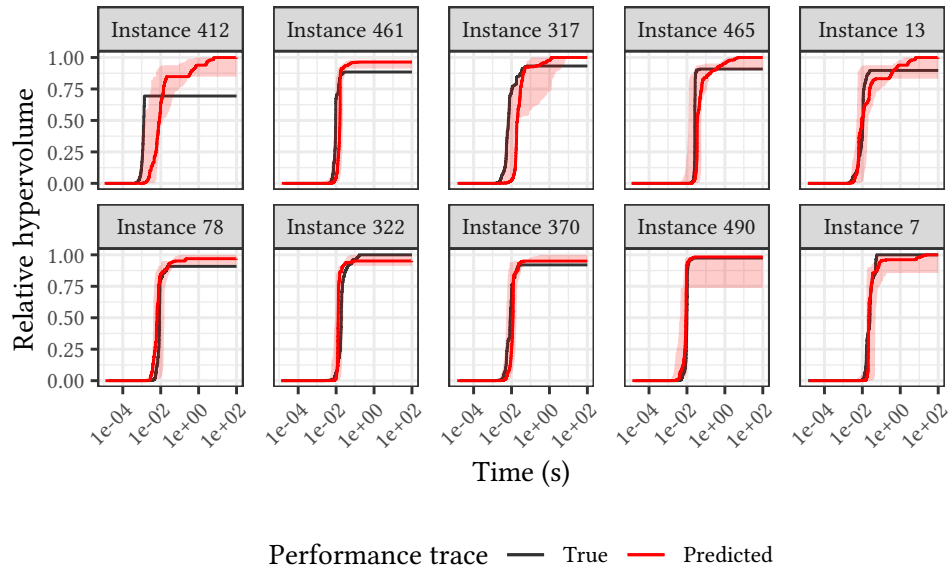 Instance 412 Instance 461 Instance 317 Instance 465 Instance 13
1.00
0.75
0.50
0.25
0.00
Instance 78 Instance 322 Instance 370 Instance 490 Instance 7
1.00
0.75
0.50
0.25
0.00
Relative hypervolume
1e-04 1e-02 1e+00 1e+02 1e-04 1e-02 1e+00 1e+02 1e-04 1e-02 1e+00 1e+02 1e-04 1e-02 1e+00 1e+02 1e-04 1e-02 1e+00 1e+02
Time (s)
Performance trace True Predicted